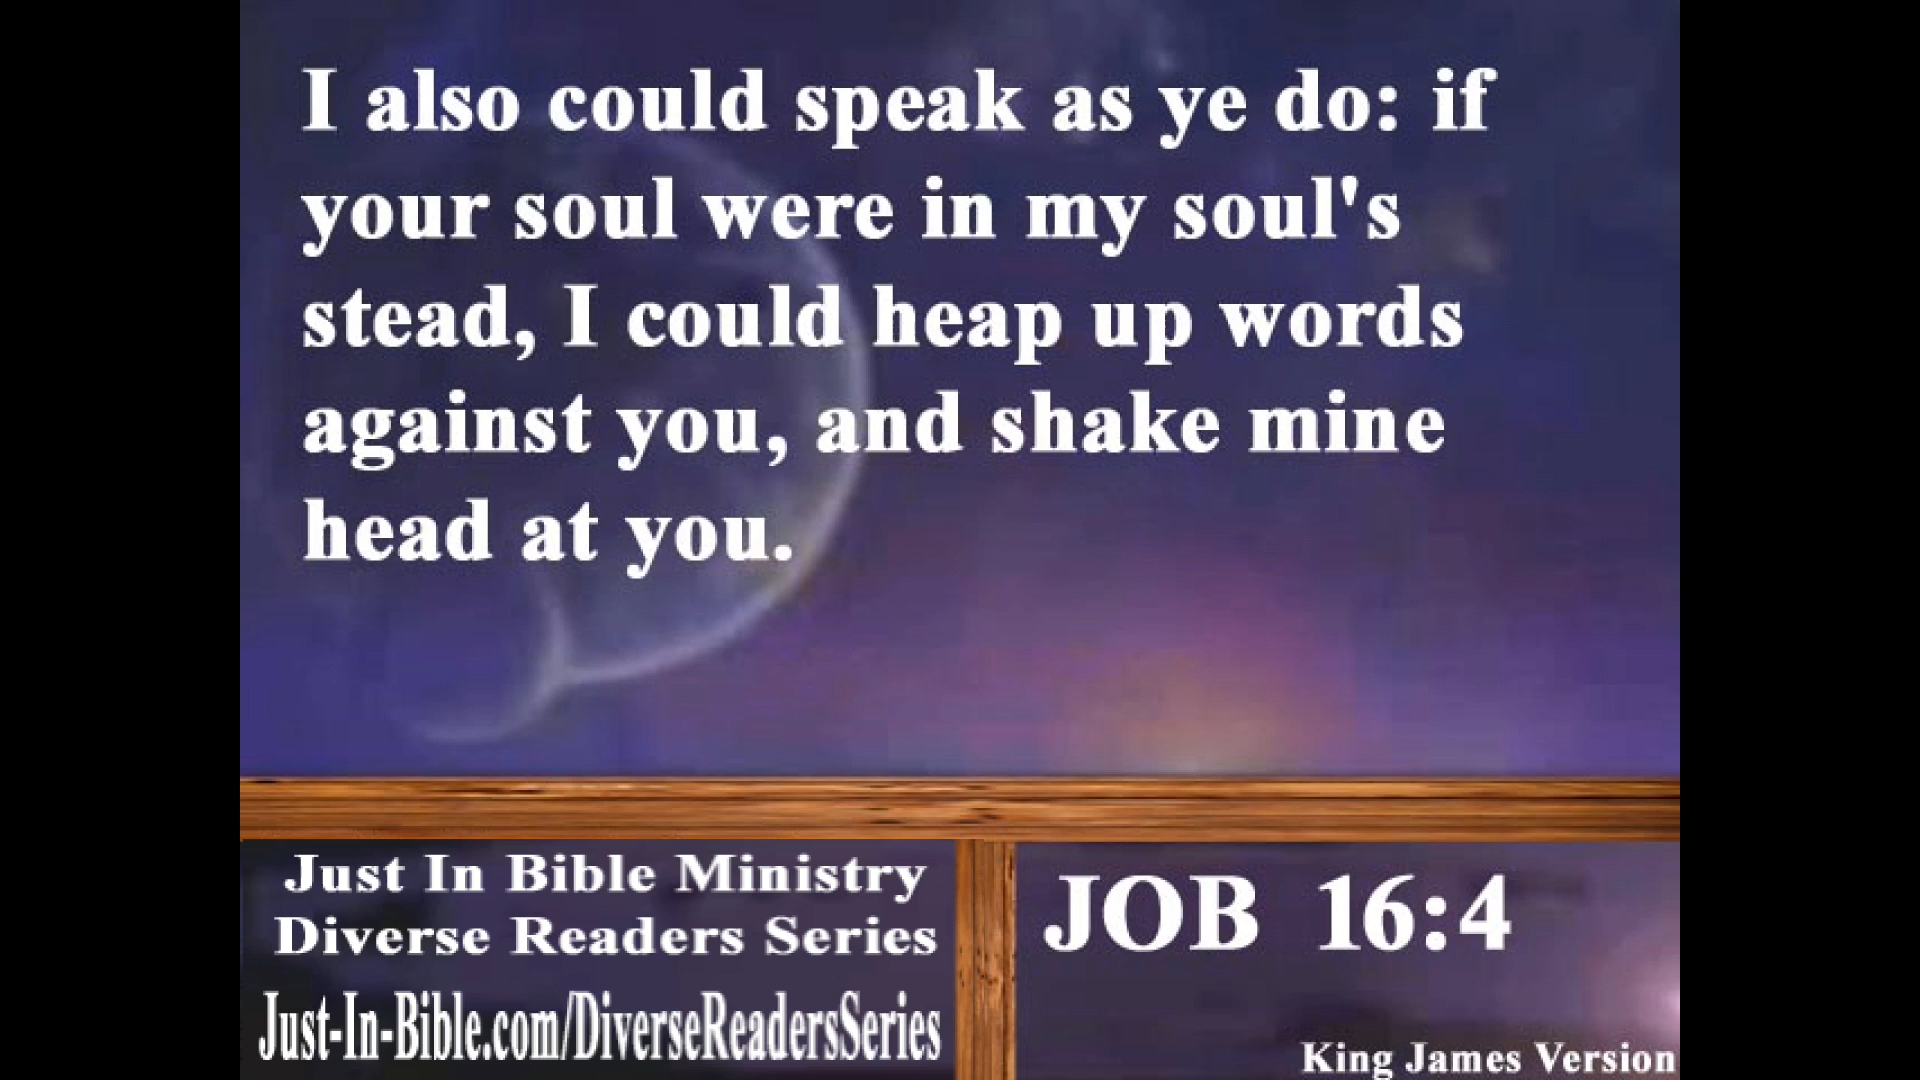 I also could speak as ye do: if
your soul were in my soul's
stead, I could heap up words
against you, and shake mine
head at you.
Just In Bible Ministry
Diverse Readers Series
Just-In-Bible.com/DiverseReadersSeries
JOB 16:4
King James Version